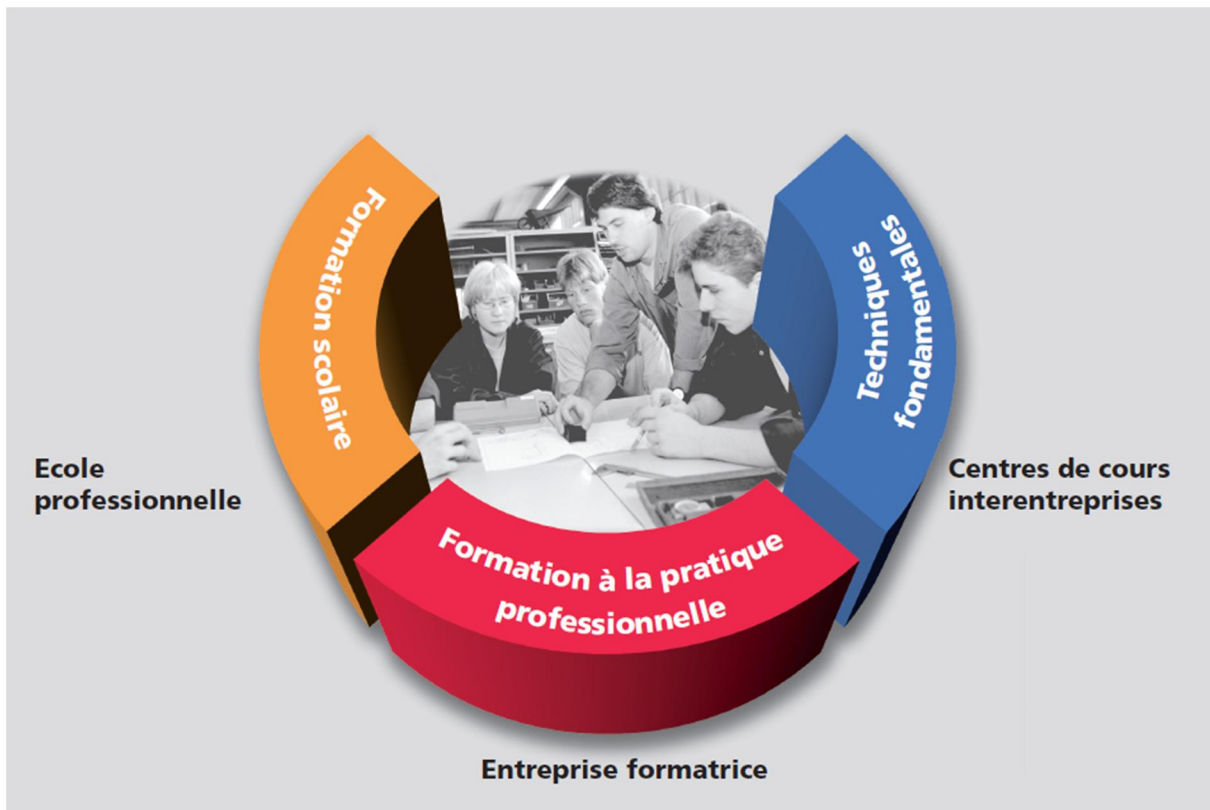 Formation scolaire
Techniques
fondamentales
Ecole
professionnelle
Centres de cours
interentreprises
Formation à la pratique
professionnelle
Entreprise formatrice